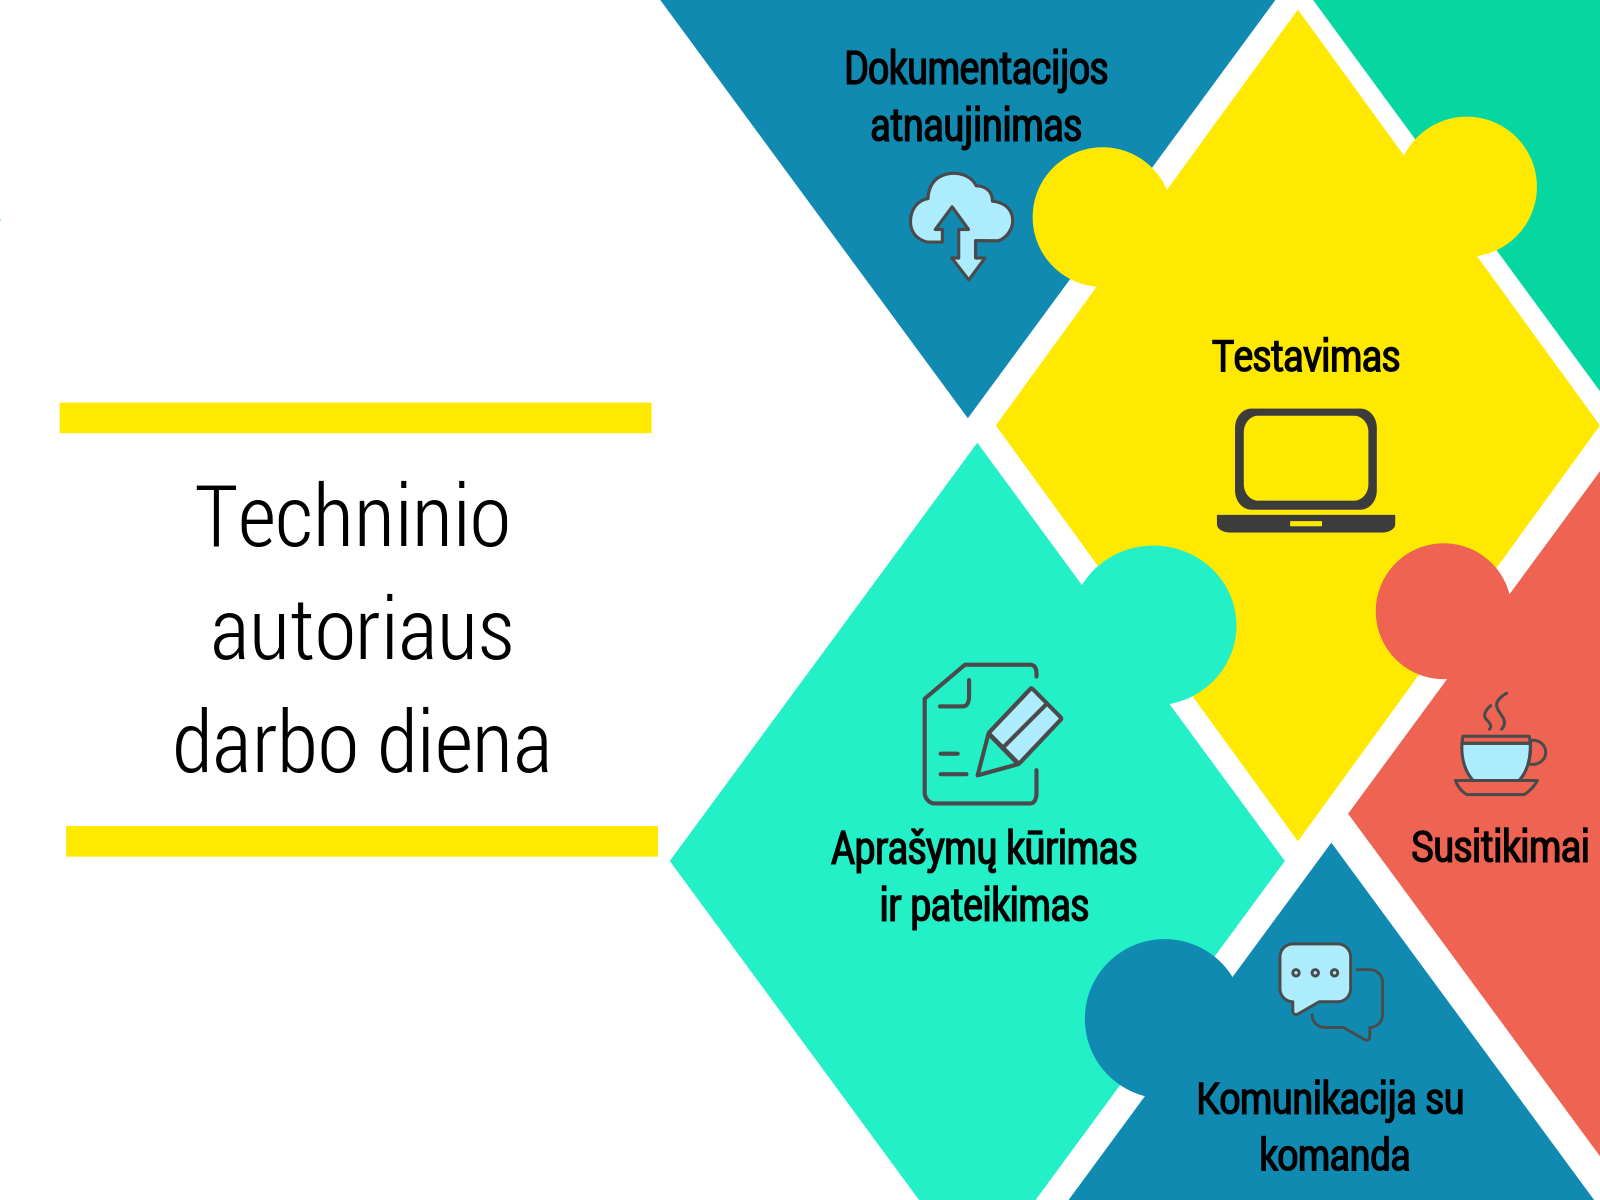 Techninio
autoriaus
darbo diena
Dokumentacijos
atnaujinimas
Testavimas
Aprašymų kūrimas
ir pateikimas
Susitikimai
Komunikacija su
komanda